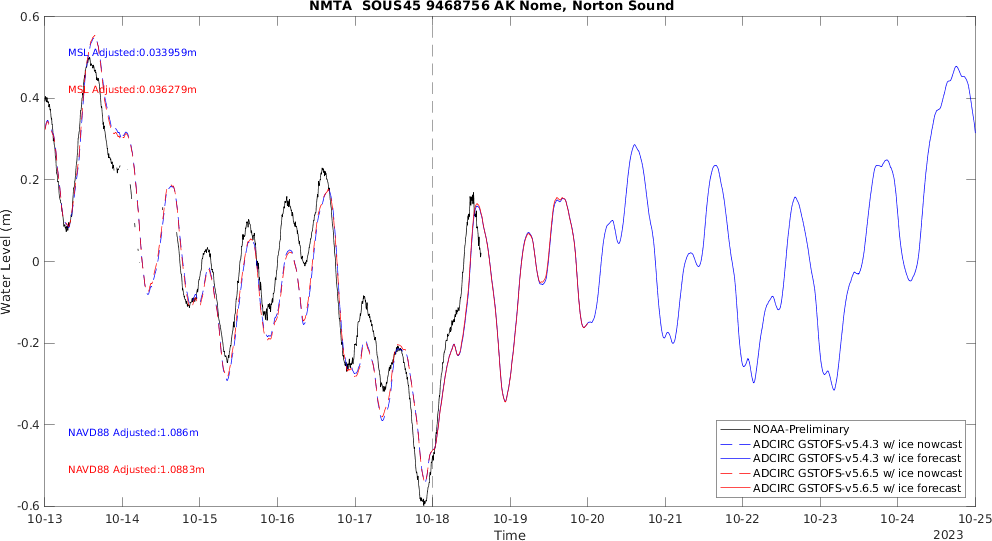 NMTA  SOUS45 9468756 AK Nome, Norton Sound
0.6
0.4
0.2
0
-0.2
-0.4
-0.6
Water Level (m)
MSL Adjusted:0.033959m
MSL Adjusted:0.036279m
NAVD88 Adjusted:1.086m
NAVD88 Adjusted:1.0883m
NOAA-Preliminary
ADCIRC GSTOFS-v5.4.3 w/ ice nowcast
ADCIRC GSTOFS-v5.4.3 w/ ice forecast
ADCIRC GSTOFS-v5.6.5 w/ ice nowcast
ADCIRC GSTOFS-v5.6.5 w/ ice forecast
10-13 10-14 10-15 10-16 10-17 10-18 10-19 10-20 10-21 10-22 10-23 10-24 10-25
Time
2023